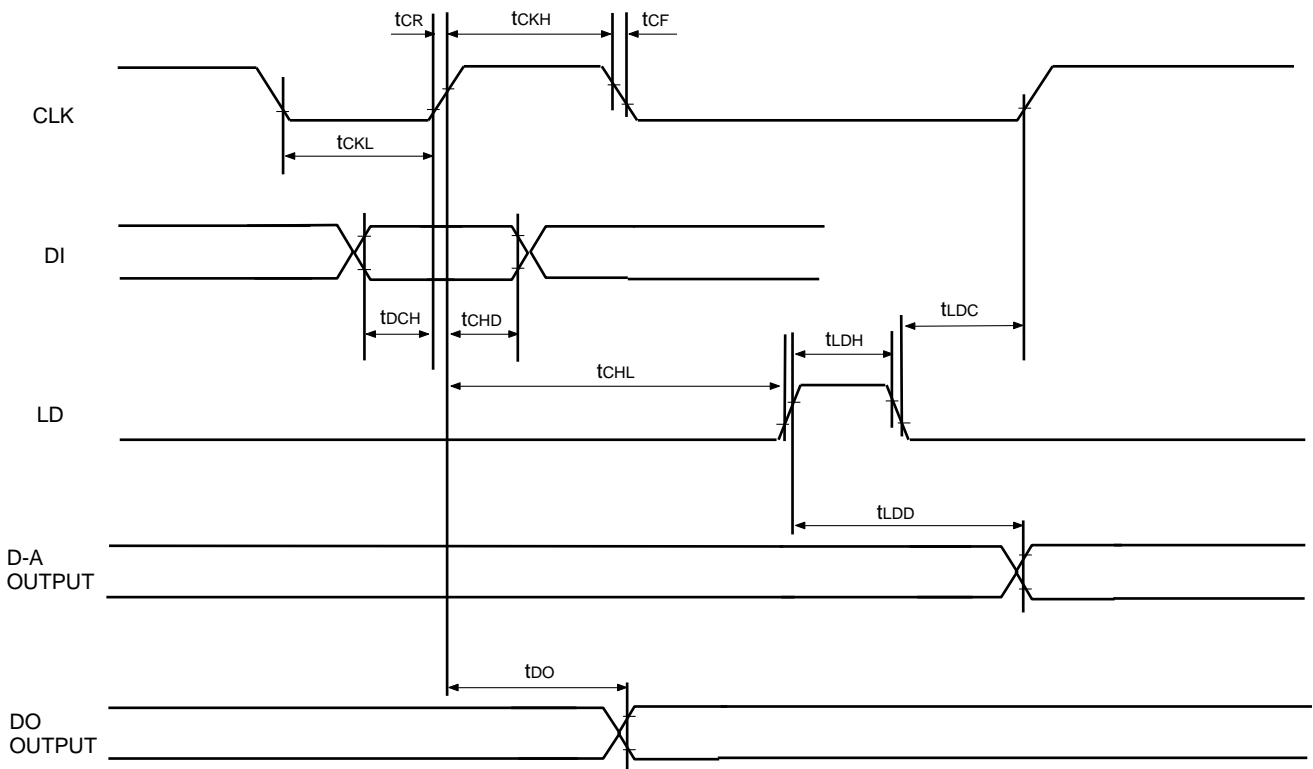 tCR
tCKH
tCF
CLK
tCKL
DI
tDCH
tCHD
tLDC
tLDH
tCHL
LD
tLDD
D-A
OUTPUT
tDO
DO
OUTPUT